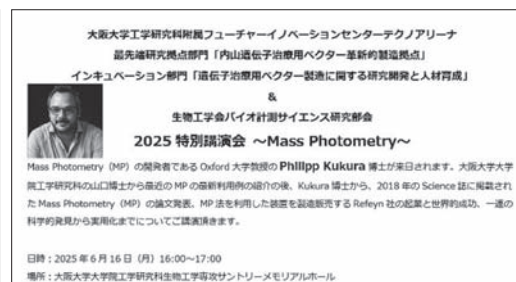 大阪大学工学研究科附属フューチャーイノベーションセンターテクノアリーナ
最先端研究拠点部門「内山遺伝子治療用ベクター革新的製造拠点」
インキュベーション部門「遺伝子治療用ベクター製造に関する研究開発と人材育成」
&
生物工学会バイオ計測サイエンス研究部会
2025 特別講演会 ～Mass Photometry～
Mass Photometry（MP）の開発者である Oxford 大学教授の Philipp Kukura 博士が来日されます。大阪大学大学
院工学研究科の山口博士から最近の MP の最新利用例の紹介の後、Kukura 博士から、2018 年の Science 誌に掲載され
た Mass Photometry（MP）の論文発表、MP 法を利用した装置を製造販売する Refeyn 社の起業と世界的成功、一連の
科学的発見から実用化までについてご講演頂きます。
日時：2025 年 6 月 16 日（月）16:00～17:00
場所：大阪大学大学院工学研究科生物工学専攻サントリーメモリアルホール